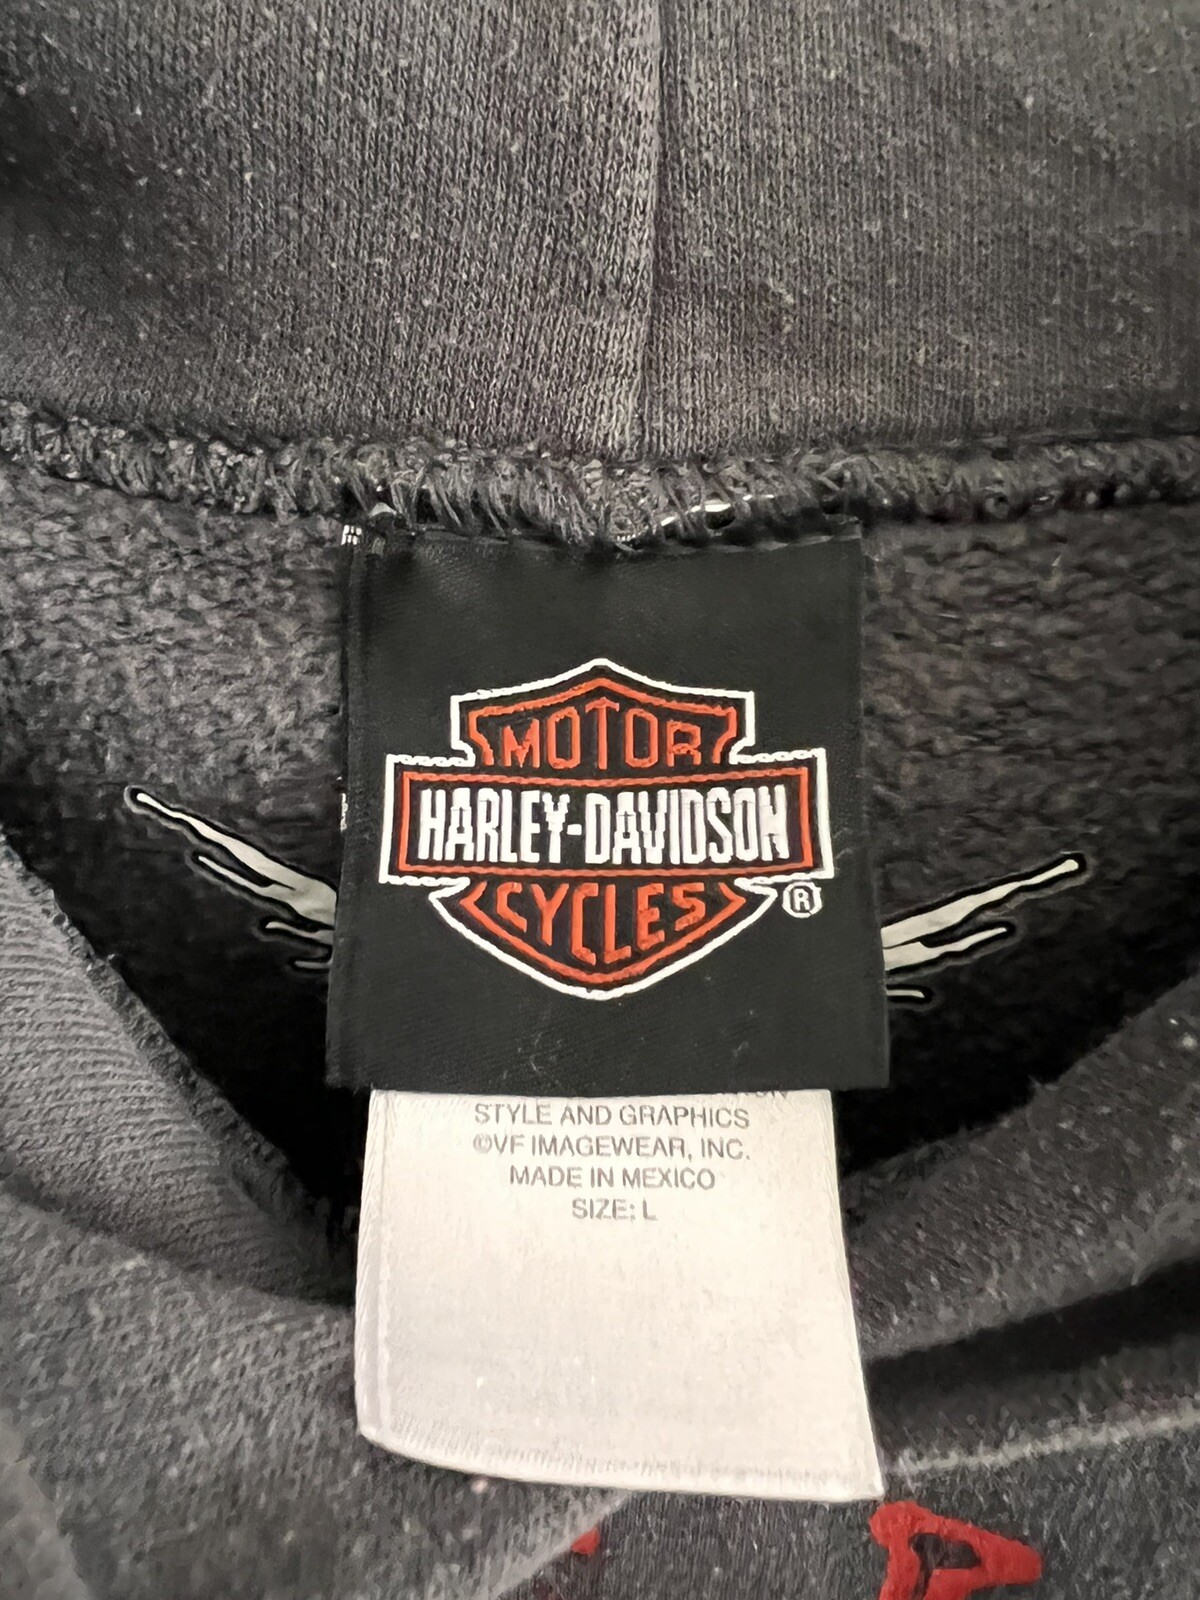 MOTOR
HARLEY-DAVIDSON
CYCLES
®
STYLE AND GRAPHICS
©VF IMAGEWEAR, INC.
MADE IN MEXICO
SIZE: L